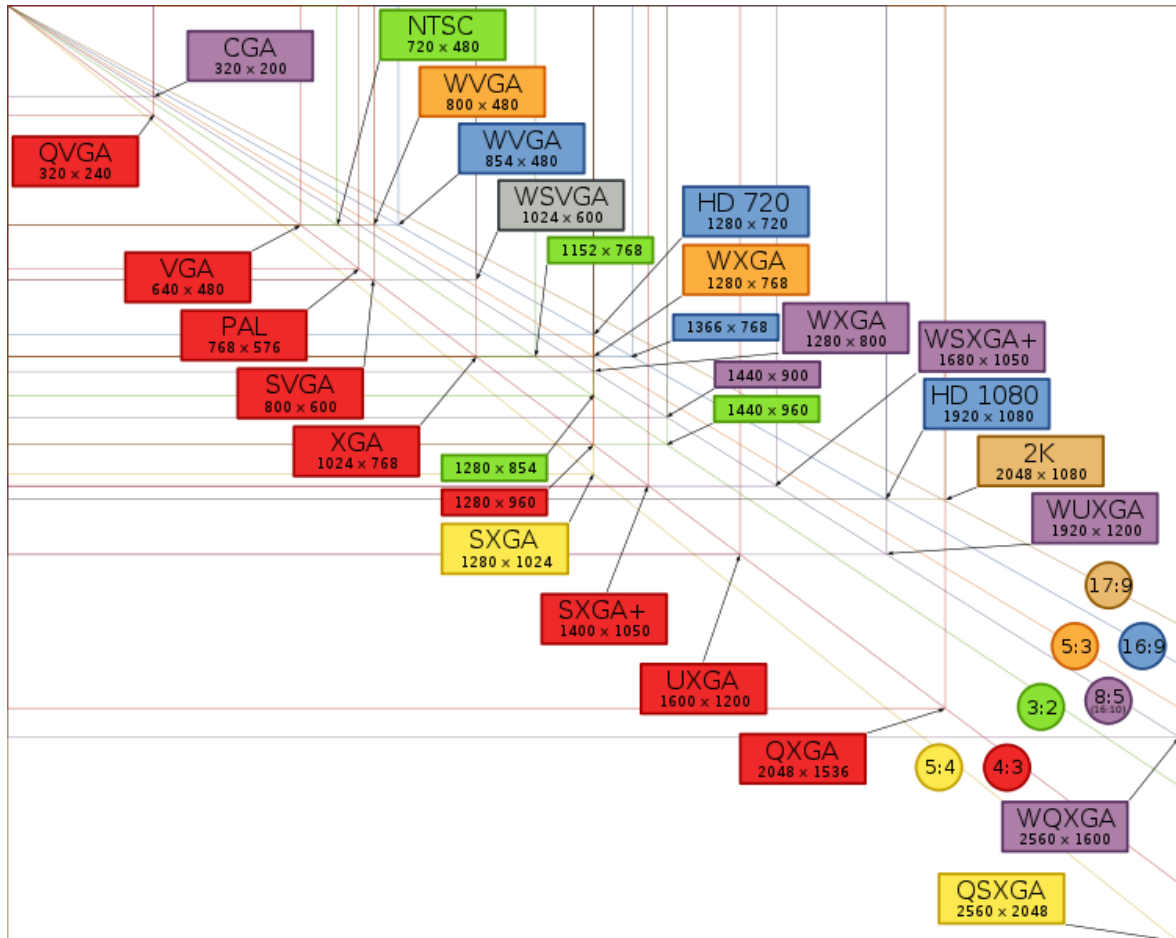 NTSC
720 × 480
CGA
320 × 200
WVGA
800 × 480
QVGA
320 × 240
WVGA
854 × 480
WSVGA
1024 × 600
HD 720
1280 × 720
1152 × 768
VGA
640 × 480
WXGA
1280 × 768
PAL
768 × 576
1366 × 768
WXGA
1280 × 800
WSXGA+
1680 × 1050
SVGA
800 × 600
1440 × 900
HD 1080
1920 × 1080
1440 × 960
XGA
1024 × 768
1280 × 854
2K
2048 × 1080
1280 × 960
WUXGA
1920 × 1200
SXGA
1280 × 1024
17:9
SXGA+
1400 × 1050
5:3
16:9
UXGA
1600 × 1200
3:2
8:5
(16:10)
QXGA
2048 × 1536
5:4
4:3
WQXGA
2560 × 1600
QSXGA
2560 × 2048